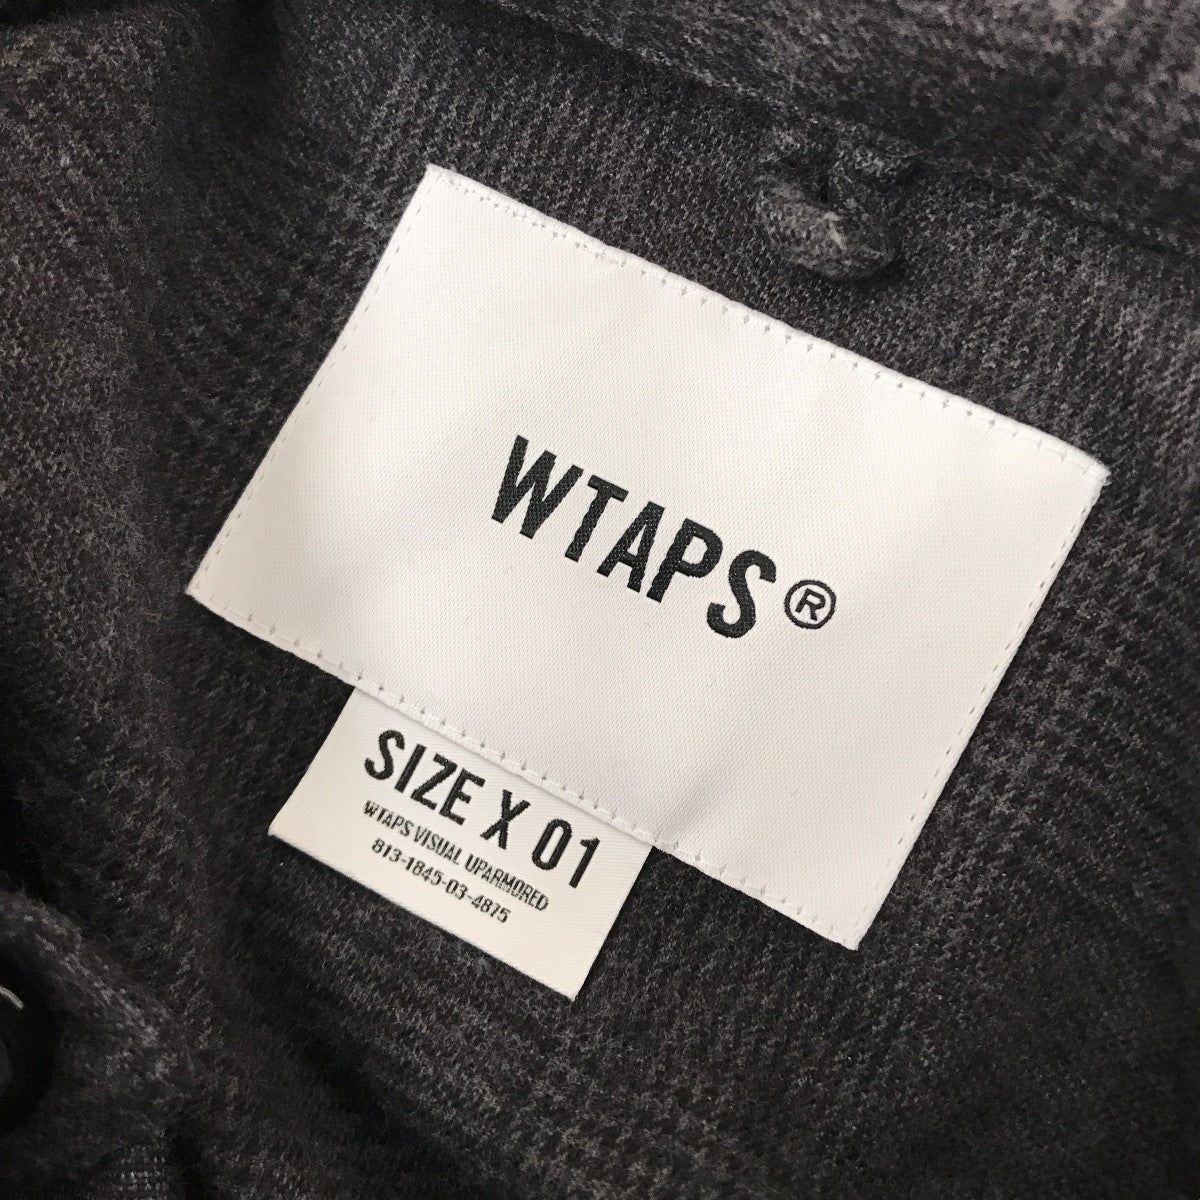 WTAPS®
SIZE X 01
WTAPS VISUAL UPARMORED
813-1845-03-4875